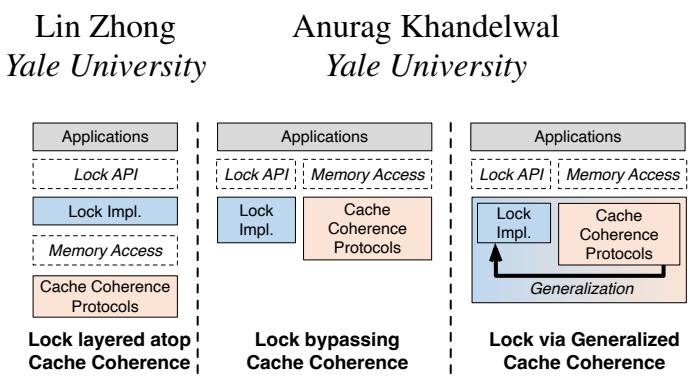 Lin Zhong
Yale University
Anurag Khandelwal
Yale University
Applications
Lock API
Lock Impl.
Memory Access
Cache Coherence
Protocols
Lock layered atop
Cache Coherence
Applications
Lock API
Memory Access
Lock
Impl.
Cache
Coherence
Protocols
Lock bypassing
Cache Coherence
Applications
Lock API
Memory Access
Lock
Impl.
Cache
Coherence
Protocols
Generalization
Lock via Generalized
Cache Coherence